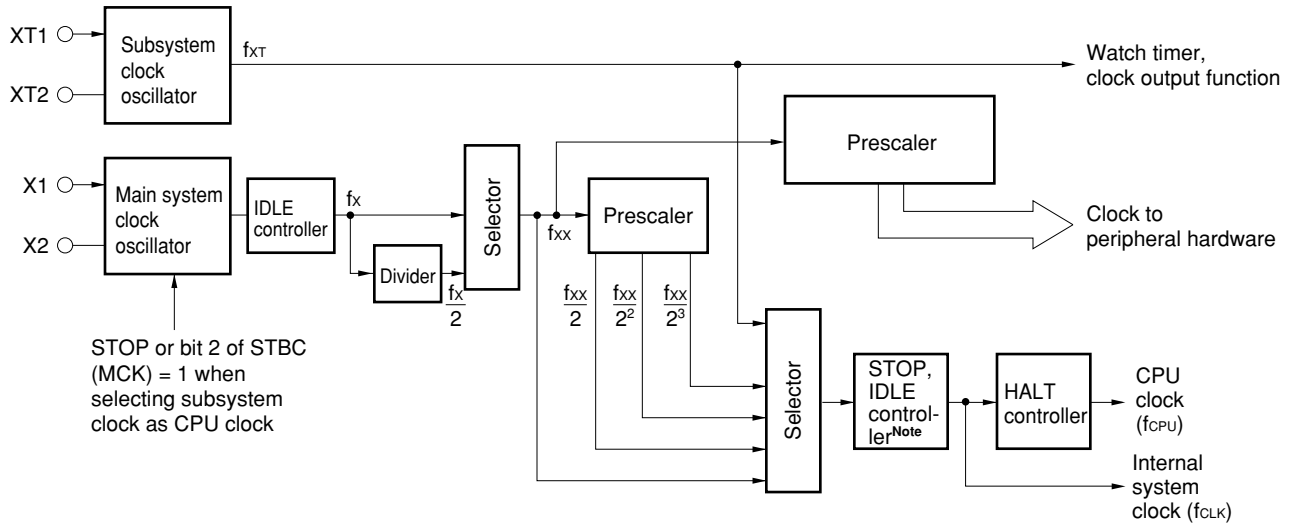 XT1
XT2
Subsystem
clock
oscillator
fXT
Watch timer,
clock output function
Prescaler
X1
X2
Main system
clock
oscillator
IDLE
controller
fX
Divider
fX
2
Selector
fXX
Prescaler
Clock to
peripheral hardware
fXX
2
fXX
2²
fXX
2³
STOP or bit 2 of STBC
(MCK) = 1 when
selecting subsystem
clock as CPU clock
Selector
STOP,
IDLE
control-
lerNote
HALT
controller
CPU
clock
(fCPU)
Internal
system
clock (fCLK)